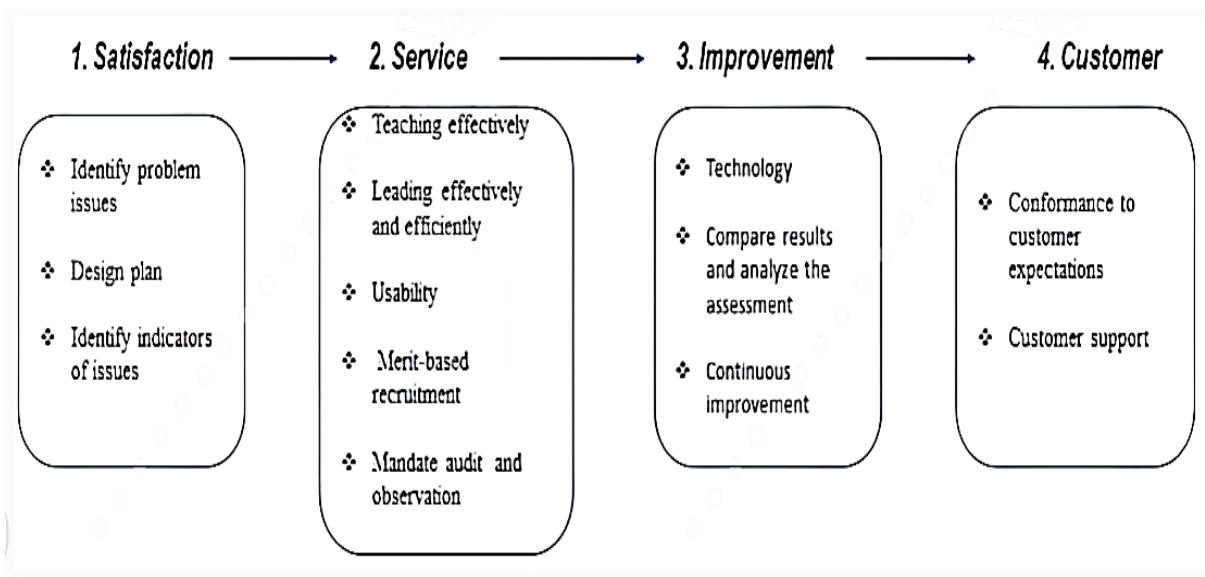 1. Satisfaction
2. Service
3. Improvement
4. Customer
❖ Identify problem
issues
❖ Design plan
❖ Identify indicators
of issues
❖ Teaching effectively
❖ Leading effectively
and efficiently
❖ Usability
❖ Merit-based
recruitment
❖ Mandate audit and
observation
❖ Technology
❖ Compare results
and analyze the
assessment
❖ Continuous
improvement
❖ Conformance to
customer
expectations
❖ Customer support